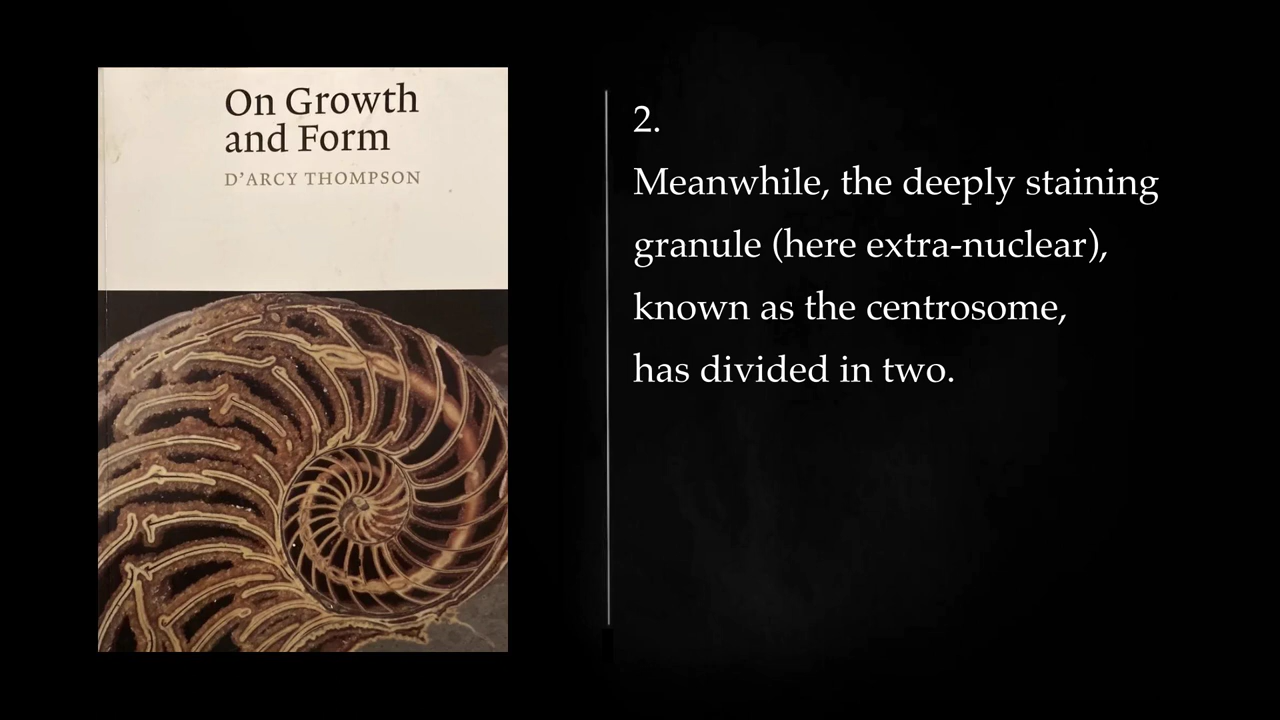 On Growth
and Form
D'ARCY THOMPSON
2.
Meanwhile, the deeply staining
granule (here extra-nuclear),
known as the centrosome,
has divided in two.